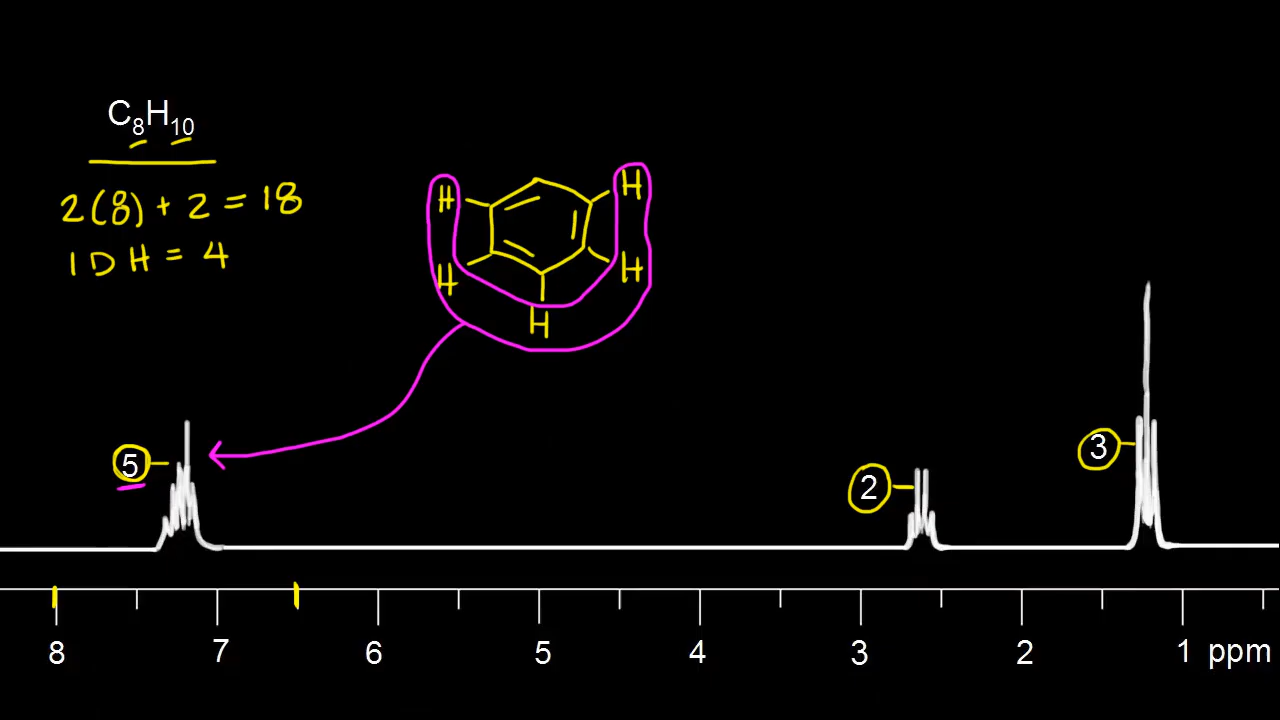 C8H10
2(8) + 2 = 18
IDH = 4
H H
H H
H
5
2
3
8 7 6 5 4 3 2 1 ppm